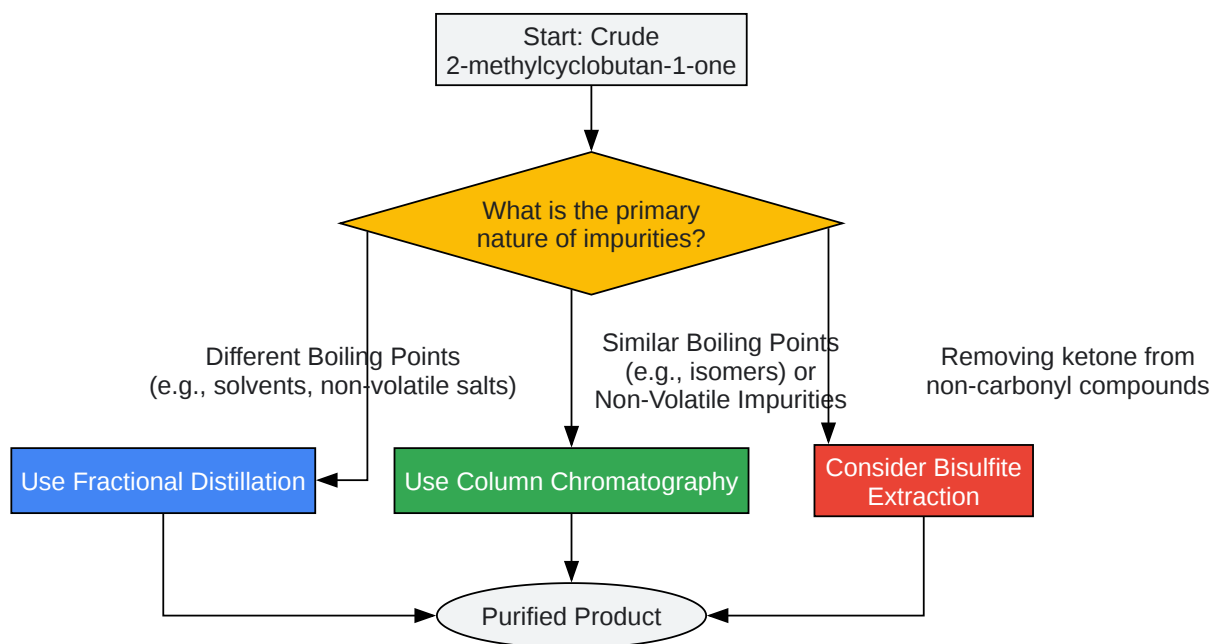 Start: Crude
2-methylcyclobutan-1-one
What is the primary
nature of impurities?
Different Boiling Points
(e.g., solvents, non-volatile salts)
Similar Boiling Points
(e.g., isomers) or
Non-Volatile Impurities
Removing ketone from
non-carbonyl compounds
Use Fractional Distillation
Use Column Chromatography
Consider Bisulfite
Extraction
Purified Product